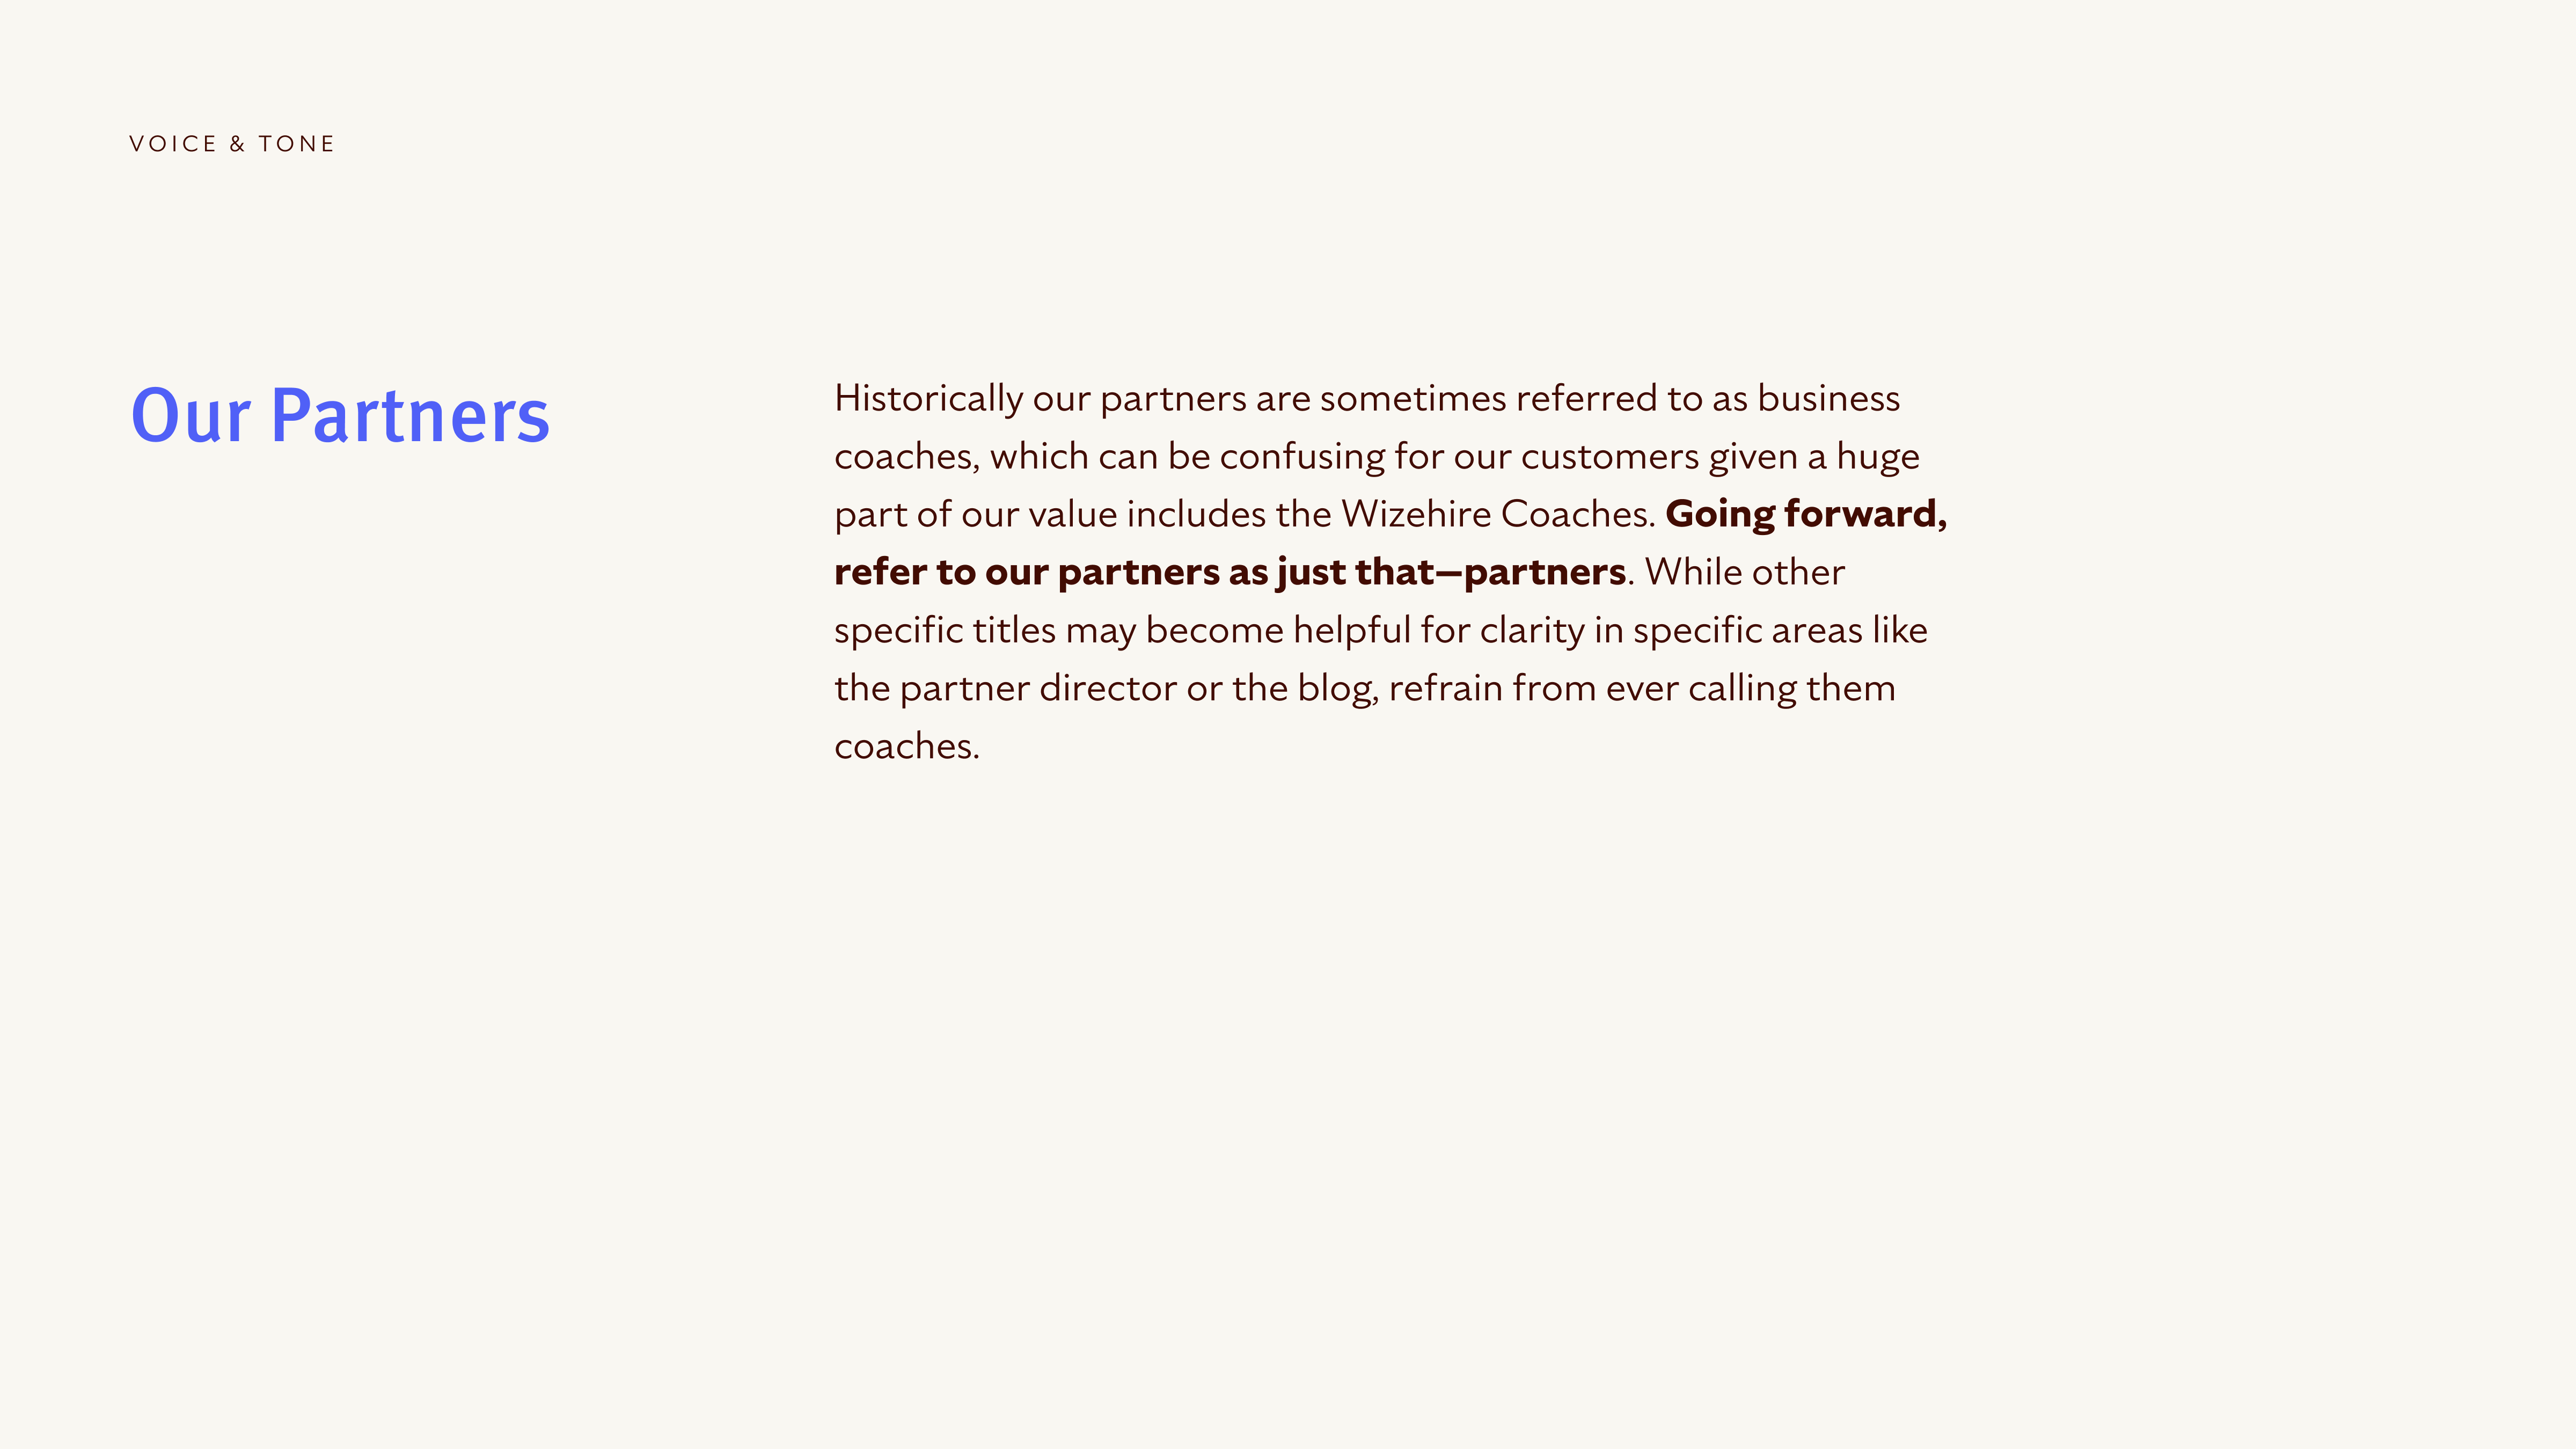 VOICE & TONE
Our Partners
Historically our partners are sometimes referred to as business
coaches, which can be confusing for our customers given a huge
part of our value includes the Wizehire Coaches. Going forward,
refer to our partners as just that—partners. While other
specific titles may become helpful for clarity in specific areas like
the partner director or the blog, refrain from ever calling them
coaches.